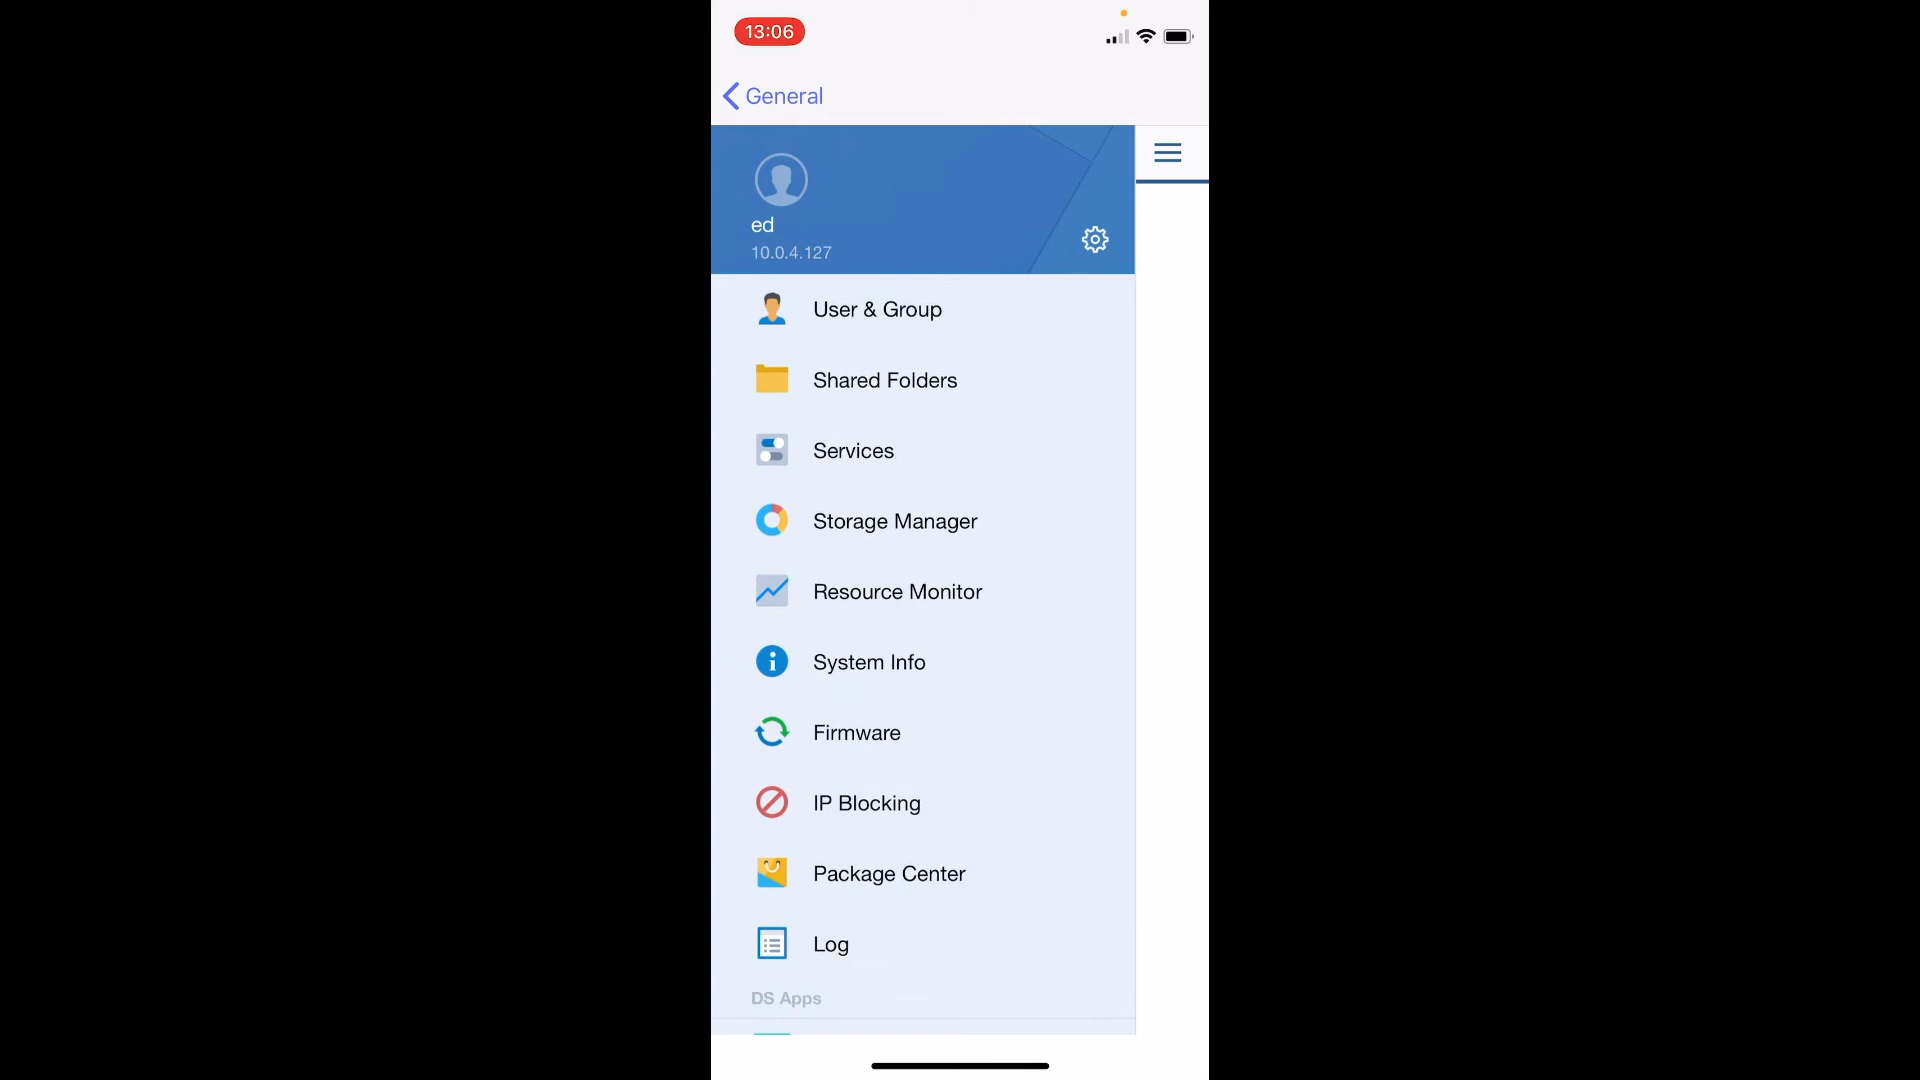 13:06
General
ed
10.0.4.127
User & Group
Shared Folders
Services
Storage Manager
Resource Monitor
System Info
Firmware
IP Blocking
Package Center
Log
DS Apps